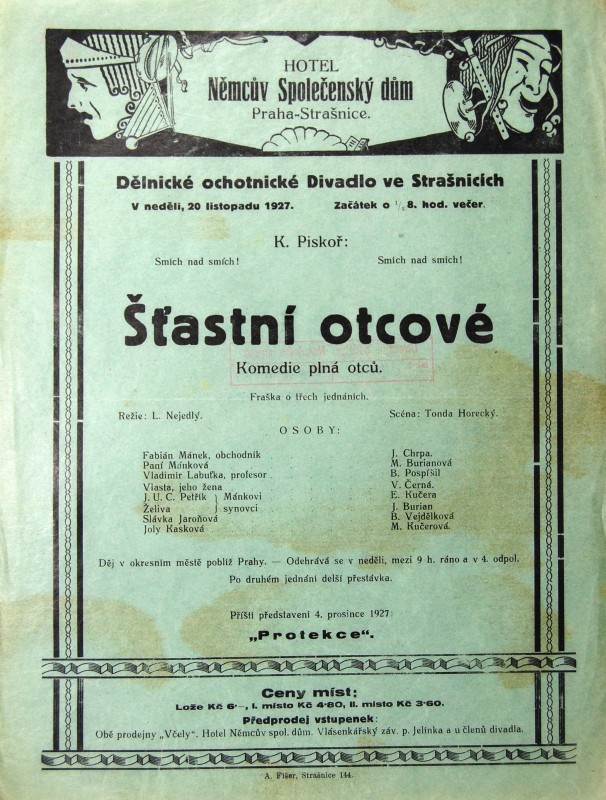 HOTEL
Němcův Společenský dům
Praha-Strašnice.
Dělnické ochotnické Divadlo ve Strašnicích
V neděli, 20 listopadu 1927. Začátek o ½8. hod. večer.
K. Piskoř:
Smích nad smích! Smích nad smích!
Šťastní otcové
Komedie plná otců.
Fraška o třech jednáních.
Režie: L. Nejedlý. Scéna: Tonda Horecký.
OSOBY:
Fabián Mánek, obchodník J. Chrpa.
Paní Mánková M. Burianová
Vladimír Labuťka, profesor B. Pospíšil
Vlasta, jeho žena V. Černá.
J. U. C. Petřík } Mánkovi E. Kučera
Želiva } synovci J. Burian
Slávka Jaroňová B. Vejdělková
Joly Kasková M. Kučerová.
Děj v okresním městě poblíž Prahy. — Odehrává se v neděli, mezi 9 h. ráno a v 4. odpol.
Po druhém jednání delší přestávka.
Příští představení 4. prosince 1927:
„Protekce".
Ceny míst:
Lože Kč 6·–, I. místo Kč 4·80, II. místo Kč 3·60.
Předprodej vstupenek:
Obě prodejny „Včely". Hotel Němcův spol. dům. Vlásenkářský záv. p. Jelínka a u členů divadla.
A. Fišer, Strašnice 144.